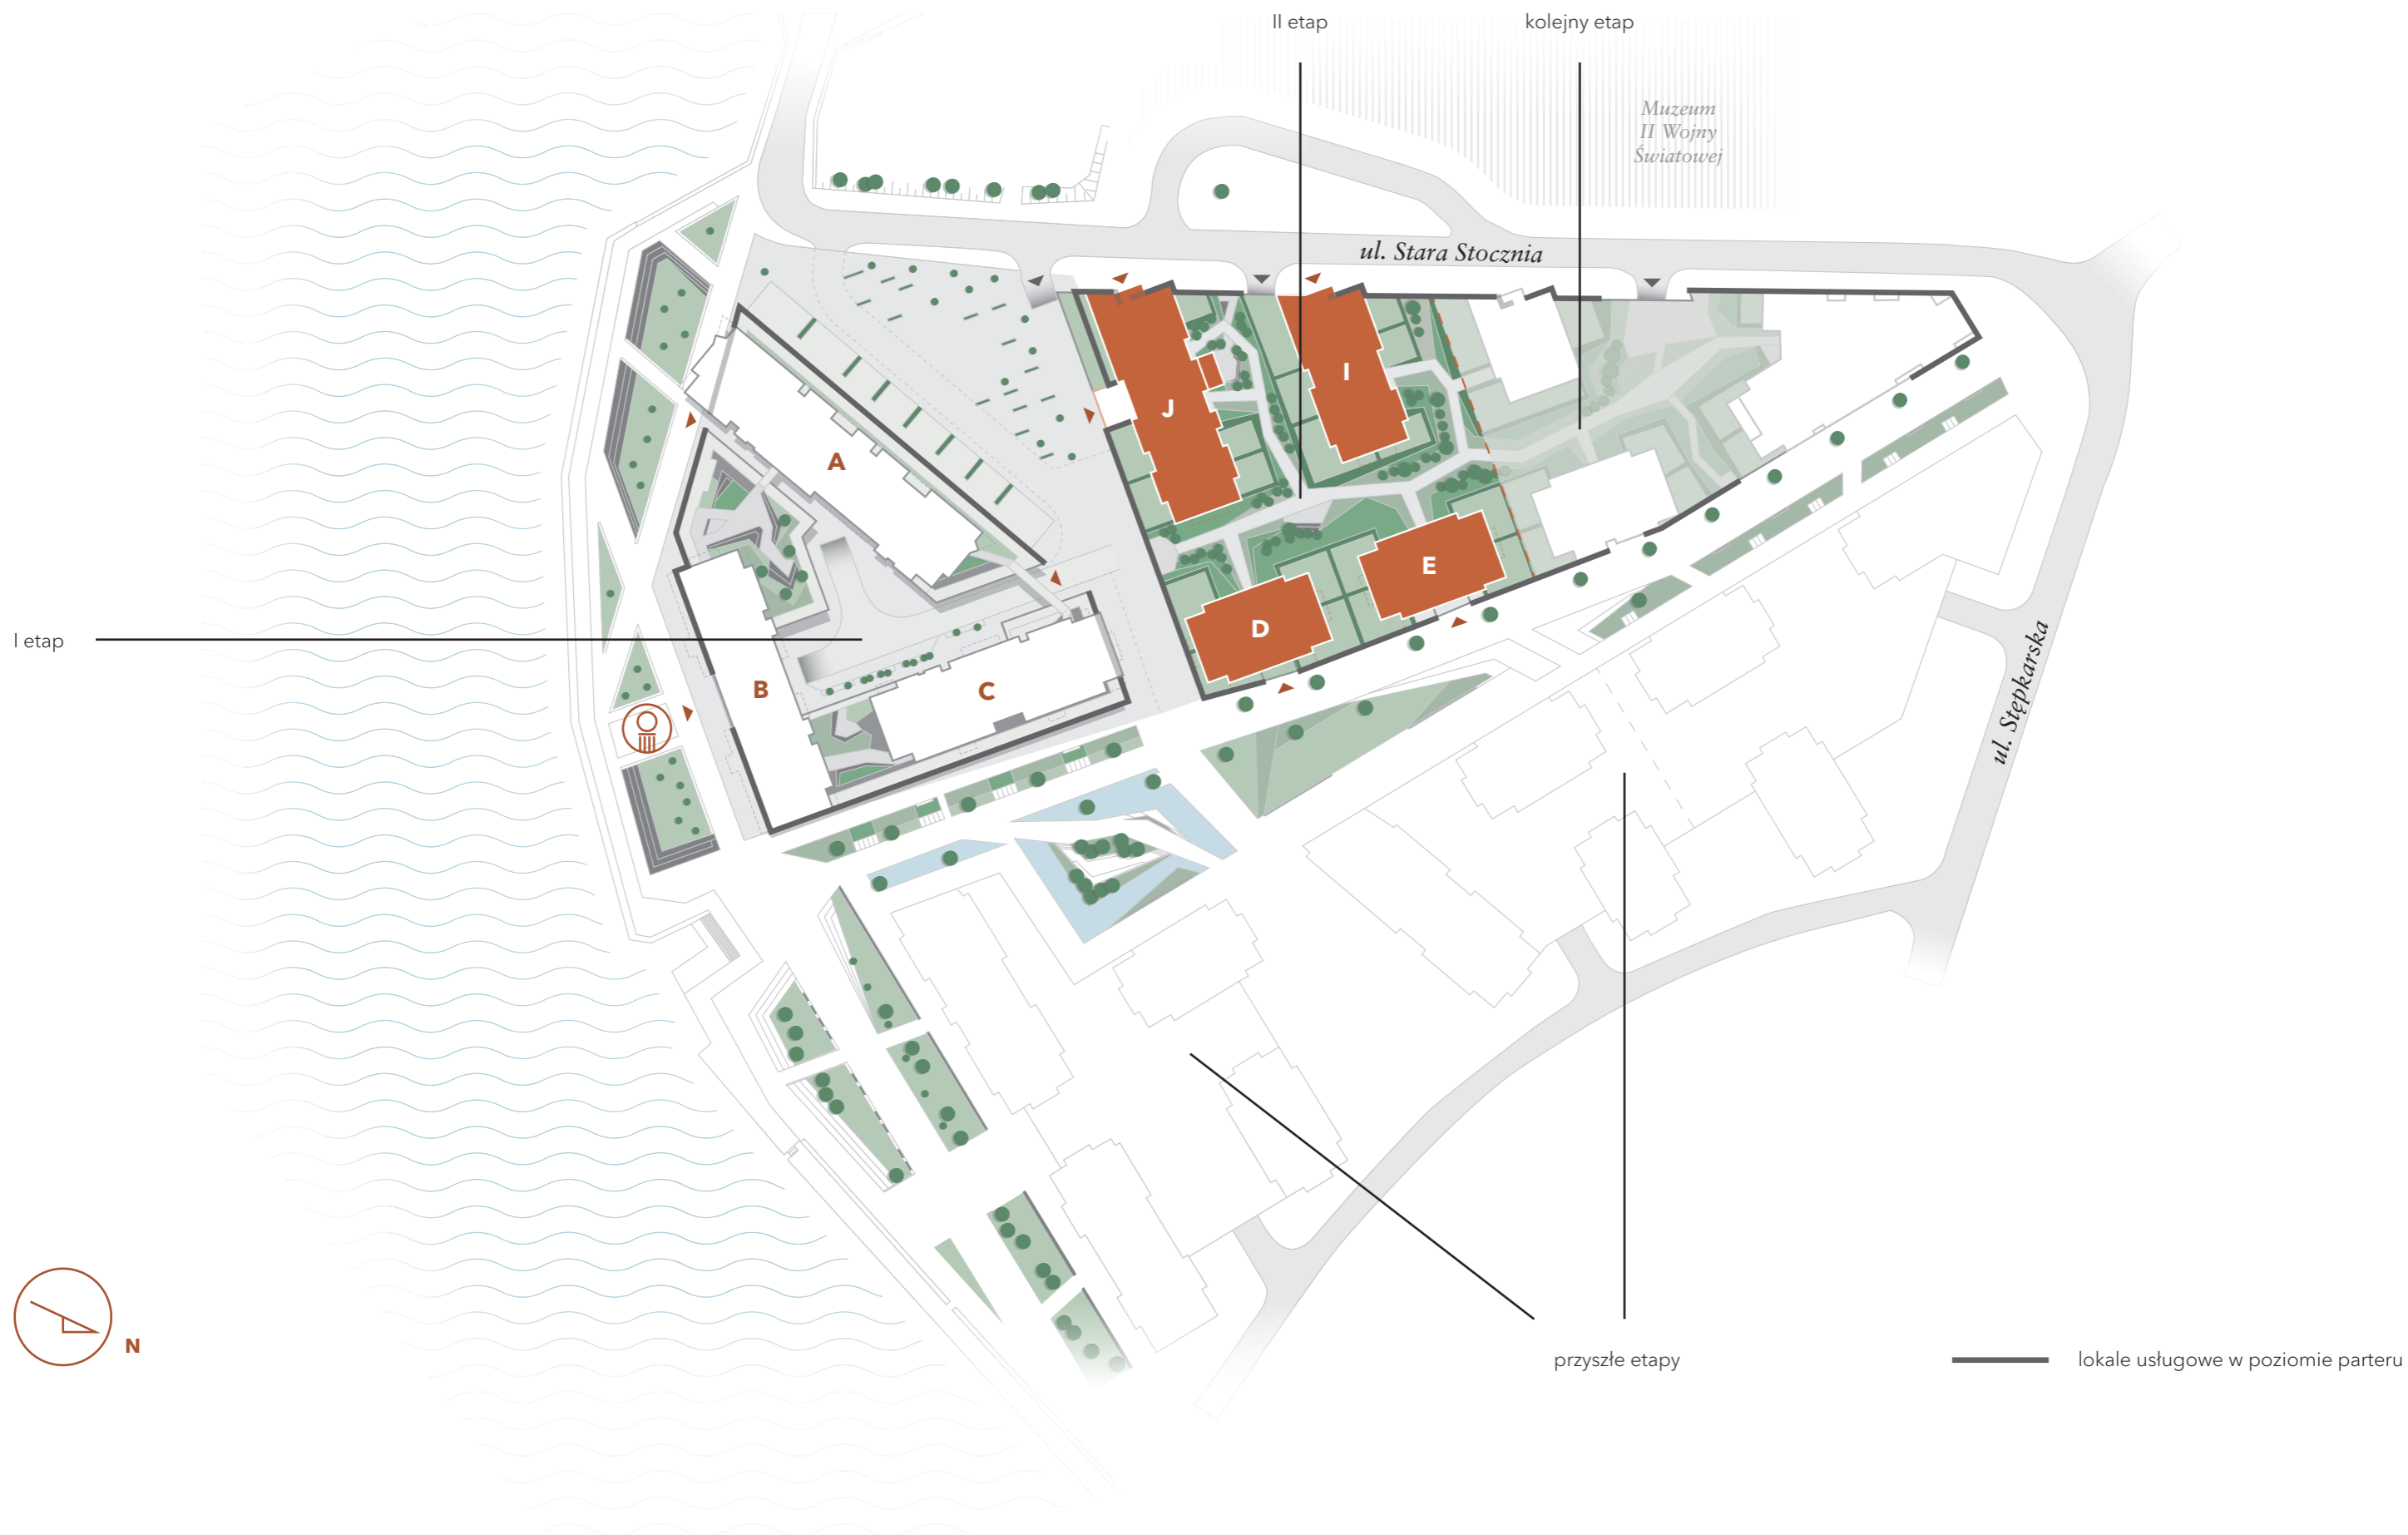 II etap
kolejny etap
Muzeum
II Wojny
Światowej
ul. Stara Stocznia
J
I
A
E
D
I etap
B
C
ul. Stępkarska
N
przyszłe etapy
lokale usługowe w poziomie parteru